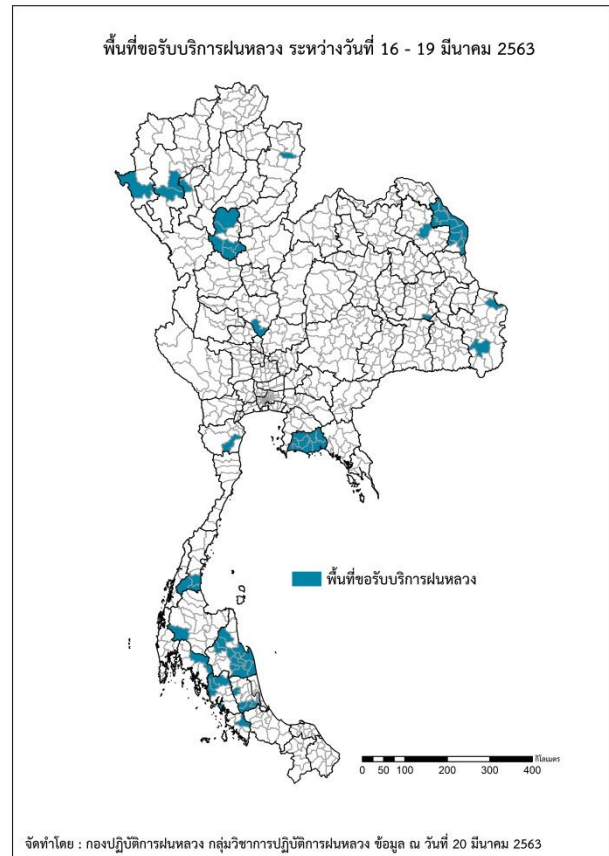 พื้นที่ขอรับบริการฝนหลวง ระหว่างวันที่ 16 - 19 มีนาคม 2563
พื้นที่ขอรับบริการฝนหลวง
กิโลเมตร
0 50 100 200 300 400
จัดทำโดย : กองปฏิบัติการฝนหลวง กลุ่มวิชาการปฏิบัติการฝนหลวง ข้อมูล ณ วันที่ 20 มีนาคม 2563